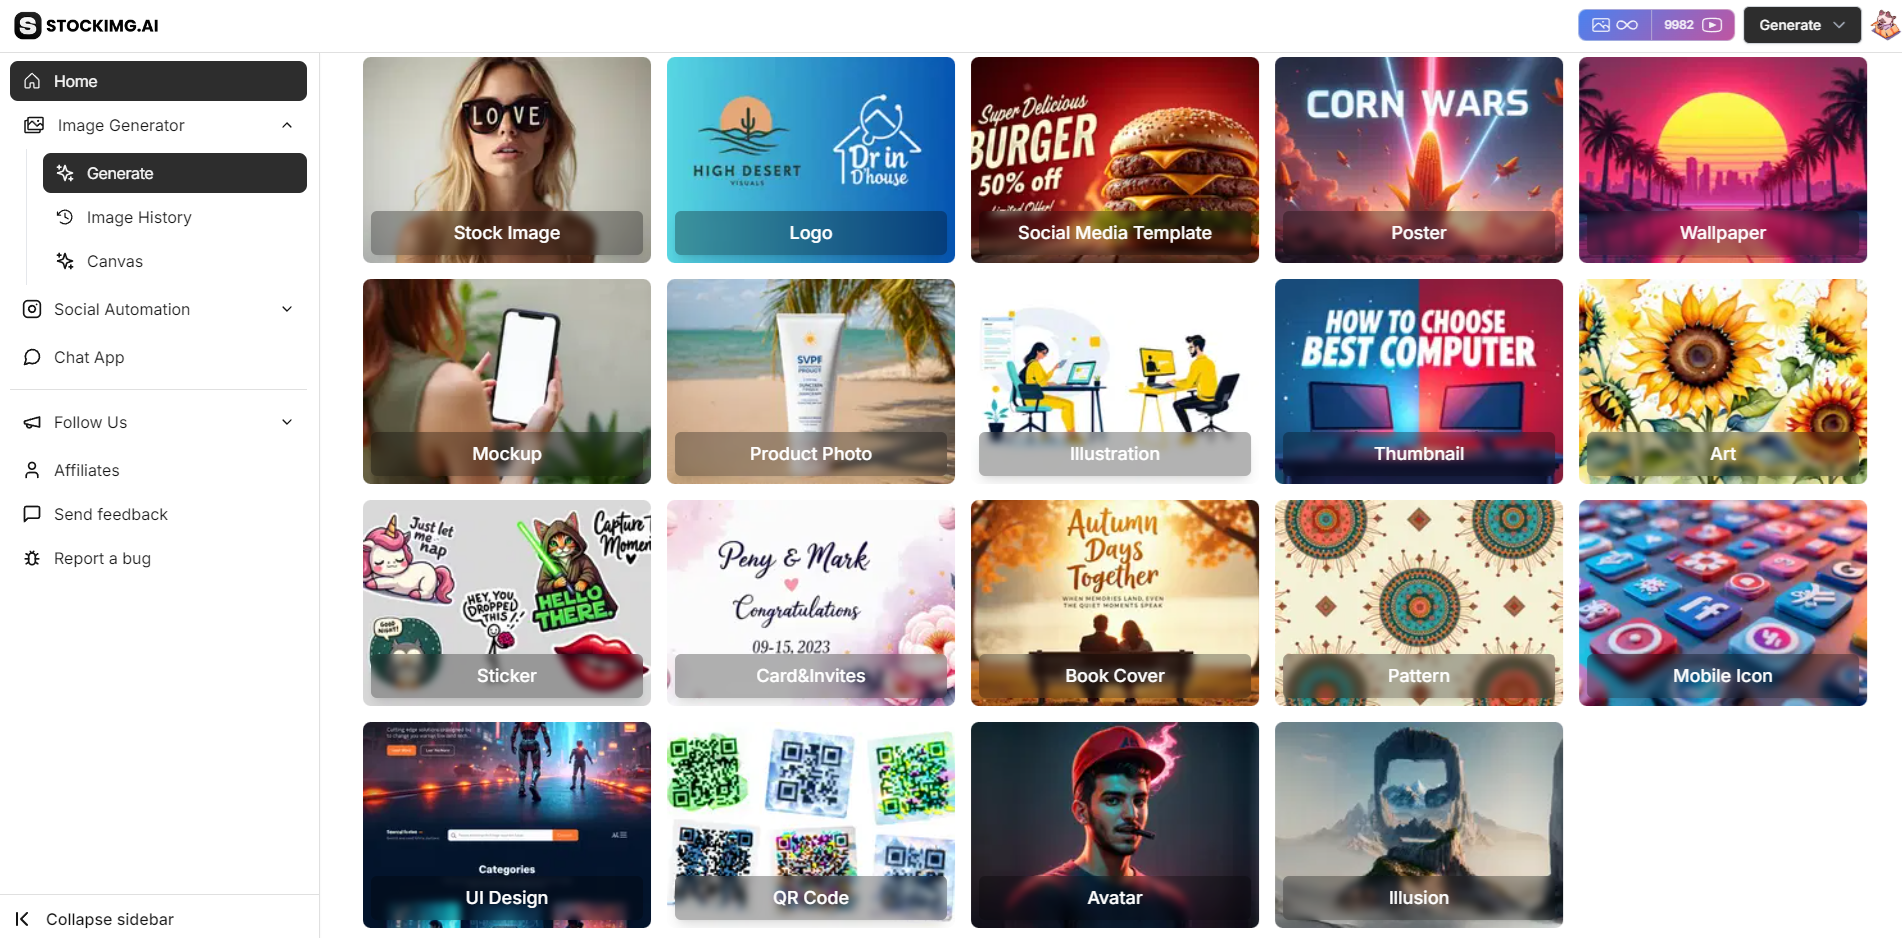 STOCKIMG.AI
9982
Generate
Home
Image Generator
Generate
Image History
Canvas
Social Automation
Chat App
Follow Us
Affiliates
Send feedback
Report a bug
Collapse sidebar
LOVE
Stock Image
HIGH DESERT
VISUALS
Dr in
D'house
Logo
Super Delicious
BURGER
50% off
Limited Offer!
Social Media Template
CORN WARS
Poster
Wallpaper
Mockup
SVPF
Product Photo
Illustration
HOW TO CHOOSE
BEST COMPUTER
Thumbnail
Art
Just let
me nap
Capture
Momen
HEY, YOU
DROPPED
THIS!
HELLO
THERE.
GOOD
NIGHT!
Sticker
Peny & Mark
Congratulations
09-15, 2023
Card&Invites
Autumn
Days
Together
WHEN MEMORIES LAND, EVEN
THE QUIET MOMENTS SPEAK
Book Cover
Pattern
Mobile Icon
Categories
UI Design
QR Code
Avatar
Illusion